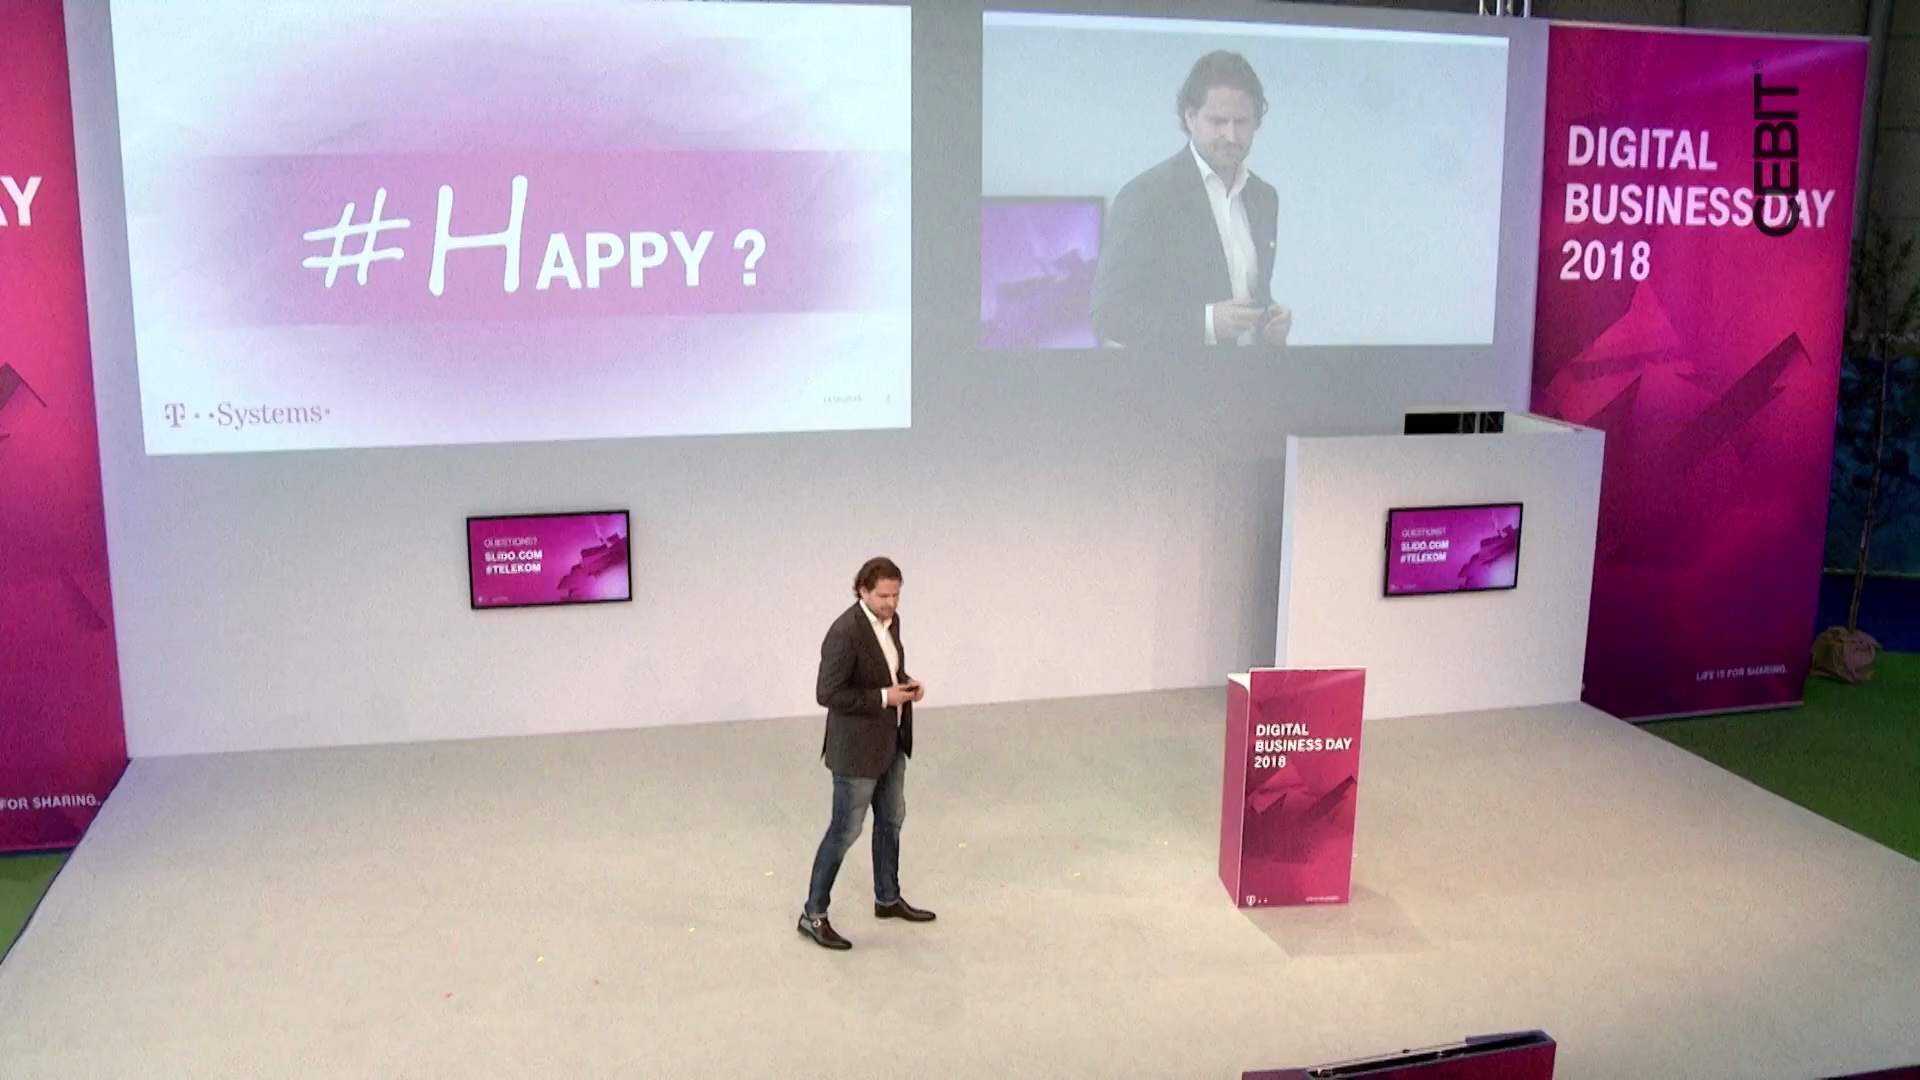 #HAPPY ?
T··Systems·
AY
FOR SHARING.
QUESTIONS?
SLIDO.COM
#TELEKOM
CEBIT
DIGITAL
BUSINESS DAY
2018
LIFE IS FOR SHARING.
QUESTIONS?
SLIDO.COM
#TELEKOM
DIGITAL
BUSINESS DAY
2018